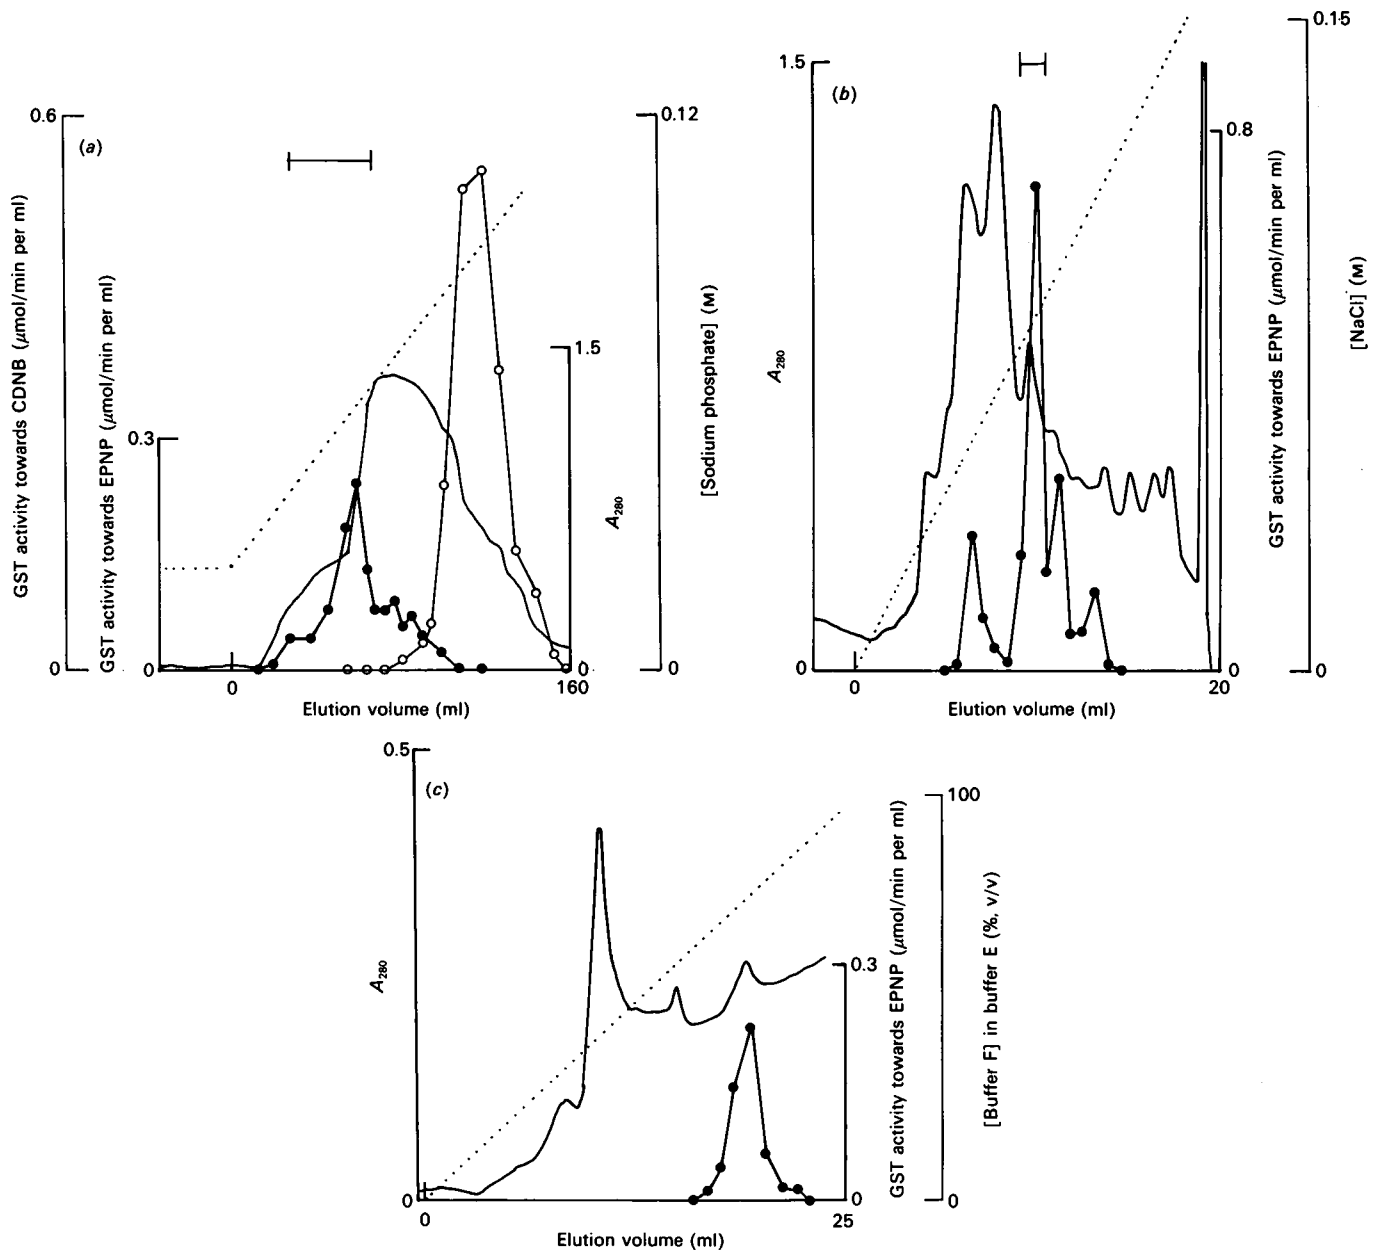 (a)
0.6
0
GST activity towards CDNB (μmol/min per ml)
0.3
0
GST activity towards EPNP (μmol/min per ml)
1.5
A280
0.12
0
[Sodium phosphate] (M)
0
160
Elution volume (ml)
(b)
1.5
0
A280
0.8
0
GST activity towards EPNP (μmol/min per ml)
0.15
0
[NaCl] (M)
0
20
Elution volume (ml)
(c)
0.5
0
A280
0.3
0
GST activity towards EPNP (μmol/min per ml)
100
0
[Buffer F] in buffer E (%, v/v)
0
25
Elution volume (ml)